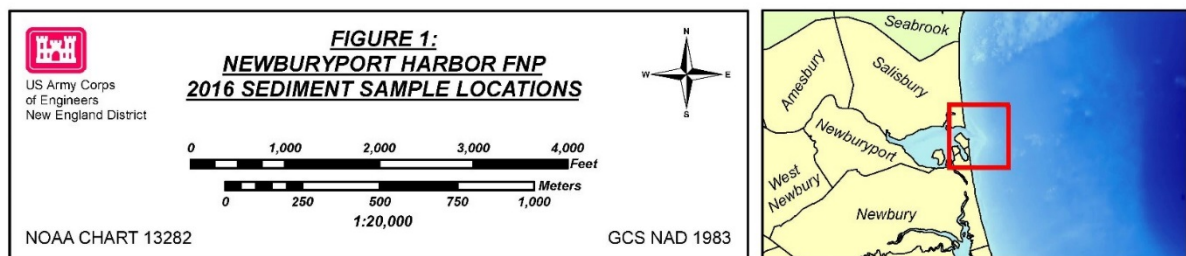 US Army Corps
of Engineers
New England District
FIGURE 1:
NEWBURYPORT HARBOR FNP
2016 SEDIMENT SAMPLE LOCATIONS
N
W E
S
0 1,000 2,000 3,000 4,000
Feet
Meters
0 250 500 750 1,000
1:20,000
NOAA CHART 13282
GCS NAD 1983
Seabrook
Salisbury
Amesbury
Newburyport
West
Newbury
Newbury